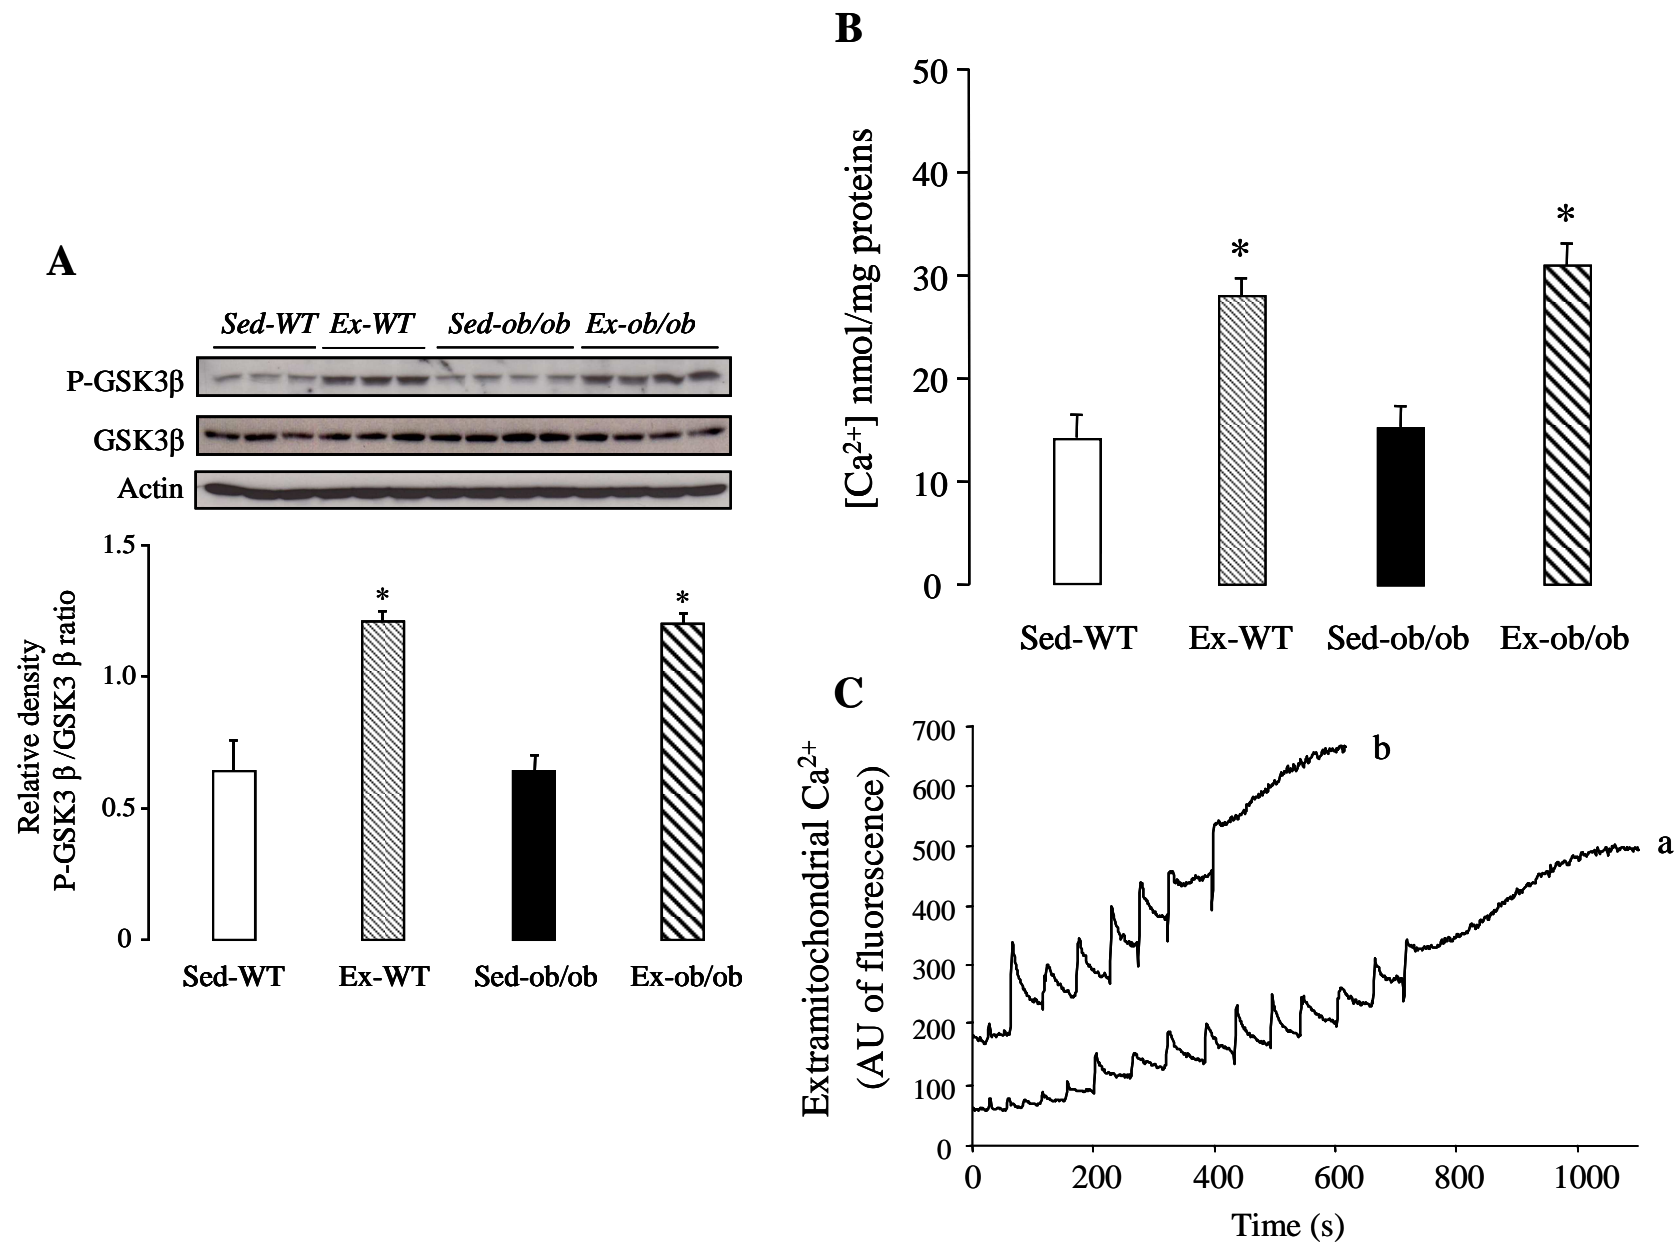 A
Sed-WT Ex-WT Sed-ob/ob Ex-ob/ob
P-GSK3β
GSK3β
Actin
Relative density
P-GSK3 β /GSK3 β ratio
1.5
1.0
0.5
0
* *
Sed-WT Ex-WT Sed-ob/ob Ex-ob/ob
B
[Ca²⁺] nmol/mg proteins
50
40
30
20
10
0
* *
Sed-WT Ex-WT Sed-ob/ob Ex-ob/ob
C
Extramitochondrial Ca²⁺
(AU of fluorescence)
700
600
500
400
300
200
100
0
b
a
0 200 400 600 800 1000
Time (s)